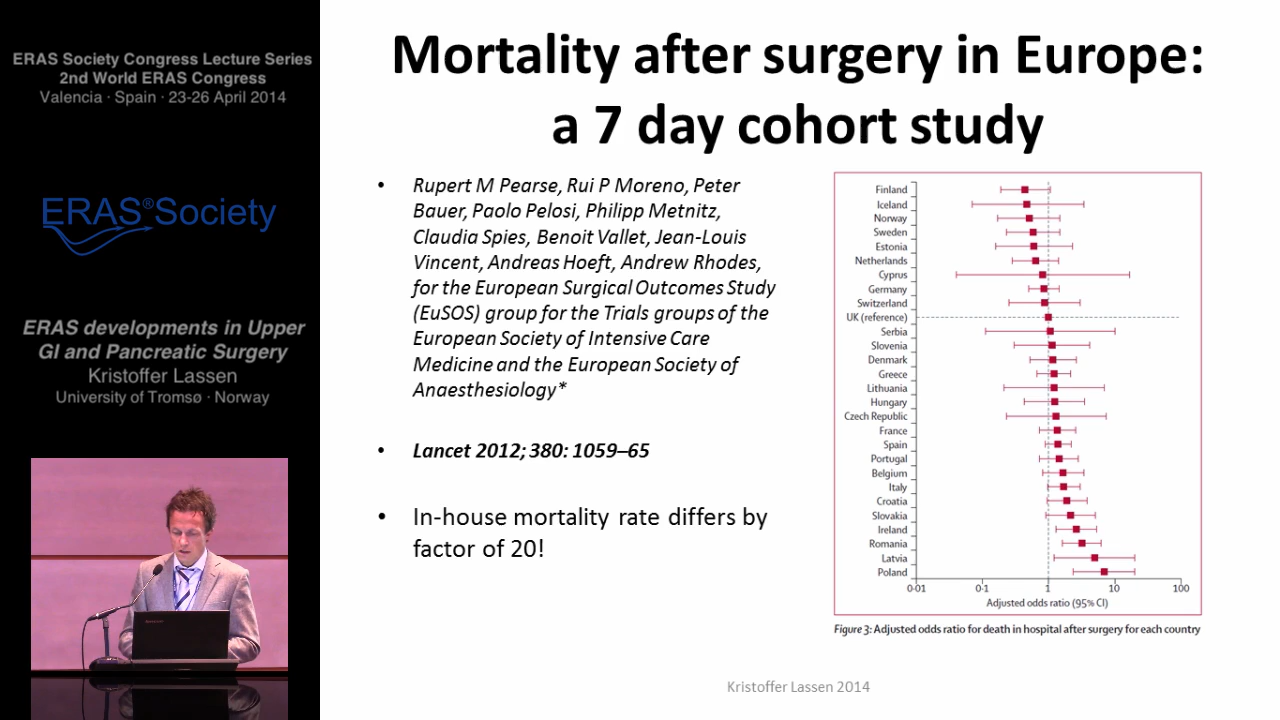 ERAS Society Congress Lecture Series
2nd World ERAS Congress
Valencia · Spain · 23-26 April 2014
ERAS®Society
ERAS developments in Upper
GI and Pancreatic Surgery
Kristoffer Lassen
University of Tromsø · Norway
Mortality after surgery in Europe:
a 7 day cohort study
• Rupert M Pearse, Rui P Moreno, Peter
Bauer, Paolo Pelosi, Philipp Metnitz,
Claudia Spies, Benoit Vallet, Jean-Louis
Vincent, Andreas Hoeft, Andrew Rhodes,
for the European Surgical Outcomes Study
(EuSOS) group for the Trials groups of the
European Society of Intensive Care
Medicine and the European Society of
Anaesthesiology*
• Lancet 2012; 380: 1059–65
• In-house mortality rate differs by
factor of 20!
Finland
Iceland
Norway
Sweden
Estonia
Netherlands
Cyprus
Germany
Switzerland
UK (reference)
Serbia
Slovenia
Denmark
Greece
Lithuania
Hungary
Czech Republic
France
Spain
Portugal
Belgium
Italy
Croatia
Slovakia
Ireland
Romania
Latvia
Poland
0·01 0·1 1 10 100
Adjusted odds ratio (95% CI)
Figure 3: Adjusted odds ratio for death in hospital after surgery for each country
Kristoffer Lassen 2014